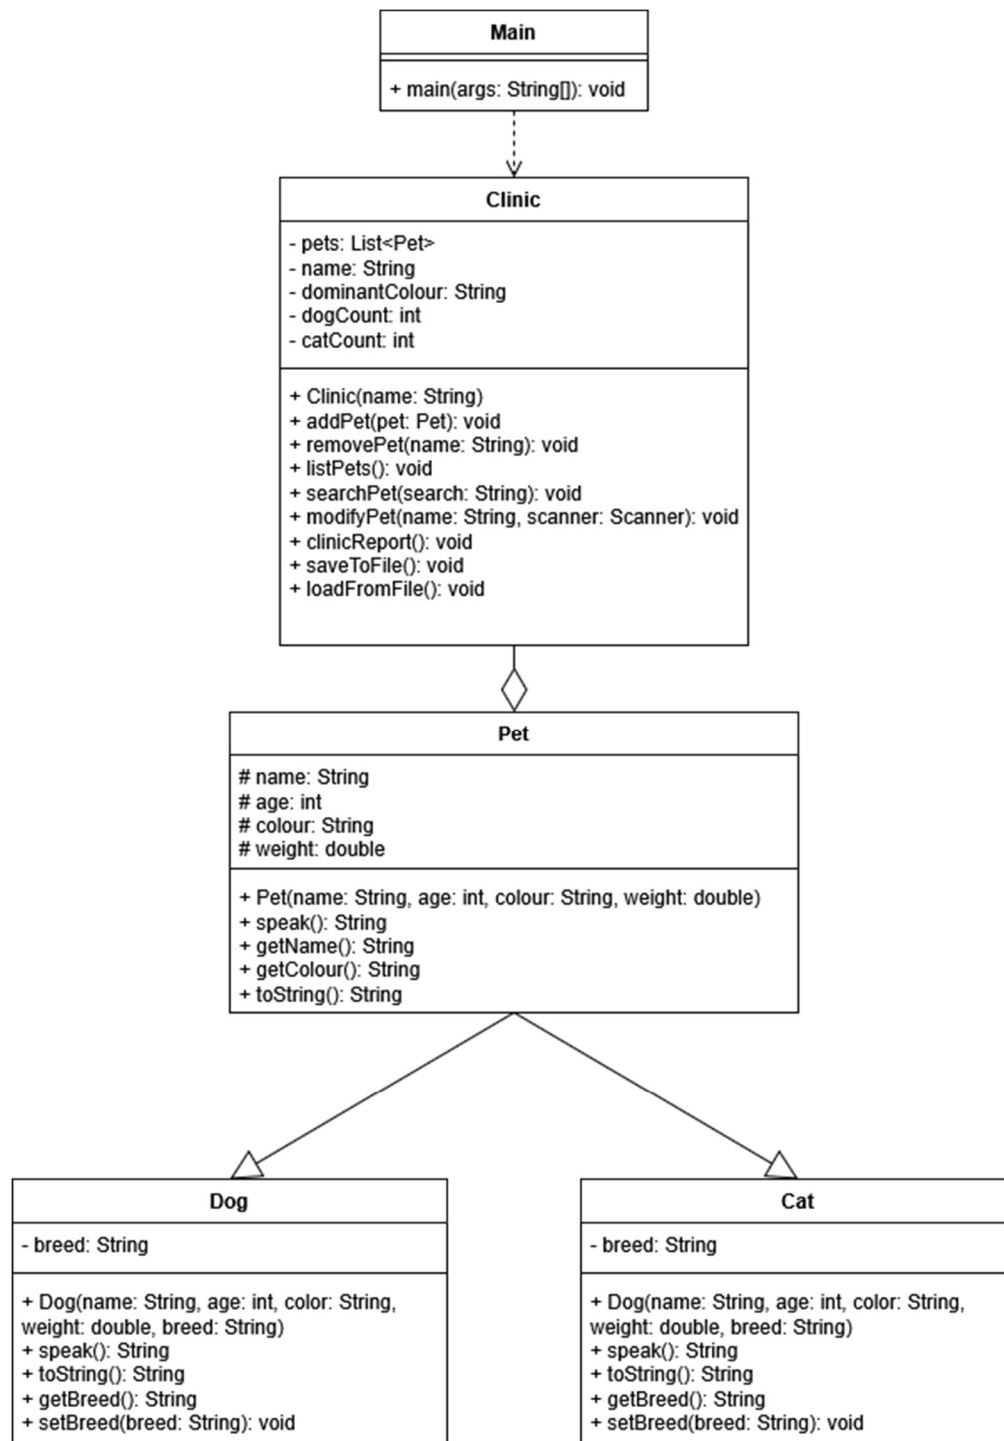 Main
+ main(args: String[]): void
Clinic
- pets: List<Pet>
- name: String
- dominantColour: String
- dogCount: int
- catCount: int
+ Clinic(name: String)
+ addPet(pet: Pet): void
+ removePet(name: String): void
+ listPets(): void
+ searchPet(search: String): void
+ modifyPet(name: String, scanner: Scanner): void
+ clinicReport(): void
+ saveToFile(): void
+ loadFromFile(): void
Pet
# name: String
# age: int
# colour: String
# weight: double
+ Pet(name: String, age: int, colour: String, weight: double)
+ speak(): String
+ getName(): String
+ getColour(): String
+ toString(): String
Dog
- breed: String
+ Dog(name: String, age: int, color: String,
weight: double, breed: String)
+ speak(): String
+ toString(): String
+ getBreed(): String
+ setBreed(breed: String): void
Cat
- breed: String
+ Dog(name: String, age: int, color: String,
weight: double, breed: String)
+ speak(): String
+ toString(): String
+ getBreed(): String
+ setBreed(breed: String): void